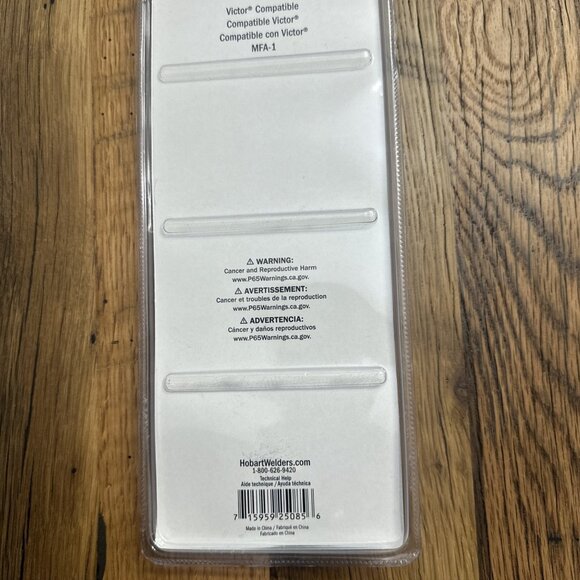 Victor® Compatible
Compatible Victor®
Compatible con Victor®
MFA-1
⚠ WARNING:
Cancer and Reproductive Harm
www.P65Warnings.ca.gov.
⚠ AVERTISSEMENT:
Cancer et troubles de la reproduction
www.P65Warnings.ca.gov.
⚠ ADVERTENCIA:
Cáncer y daños reproductivos
www.P65Warnings.ca.gov.
HobartWelders.com
1-800-626-9420
Technical Help
Aide technique / Ayuda téchnica
7 15959 25085 6
Made in China / Fabriqué en China
Fabricado en China